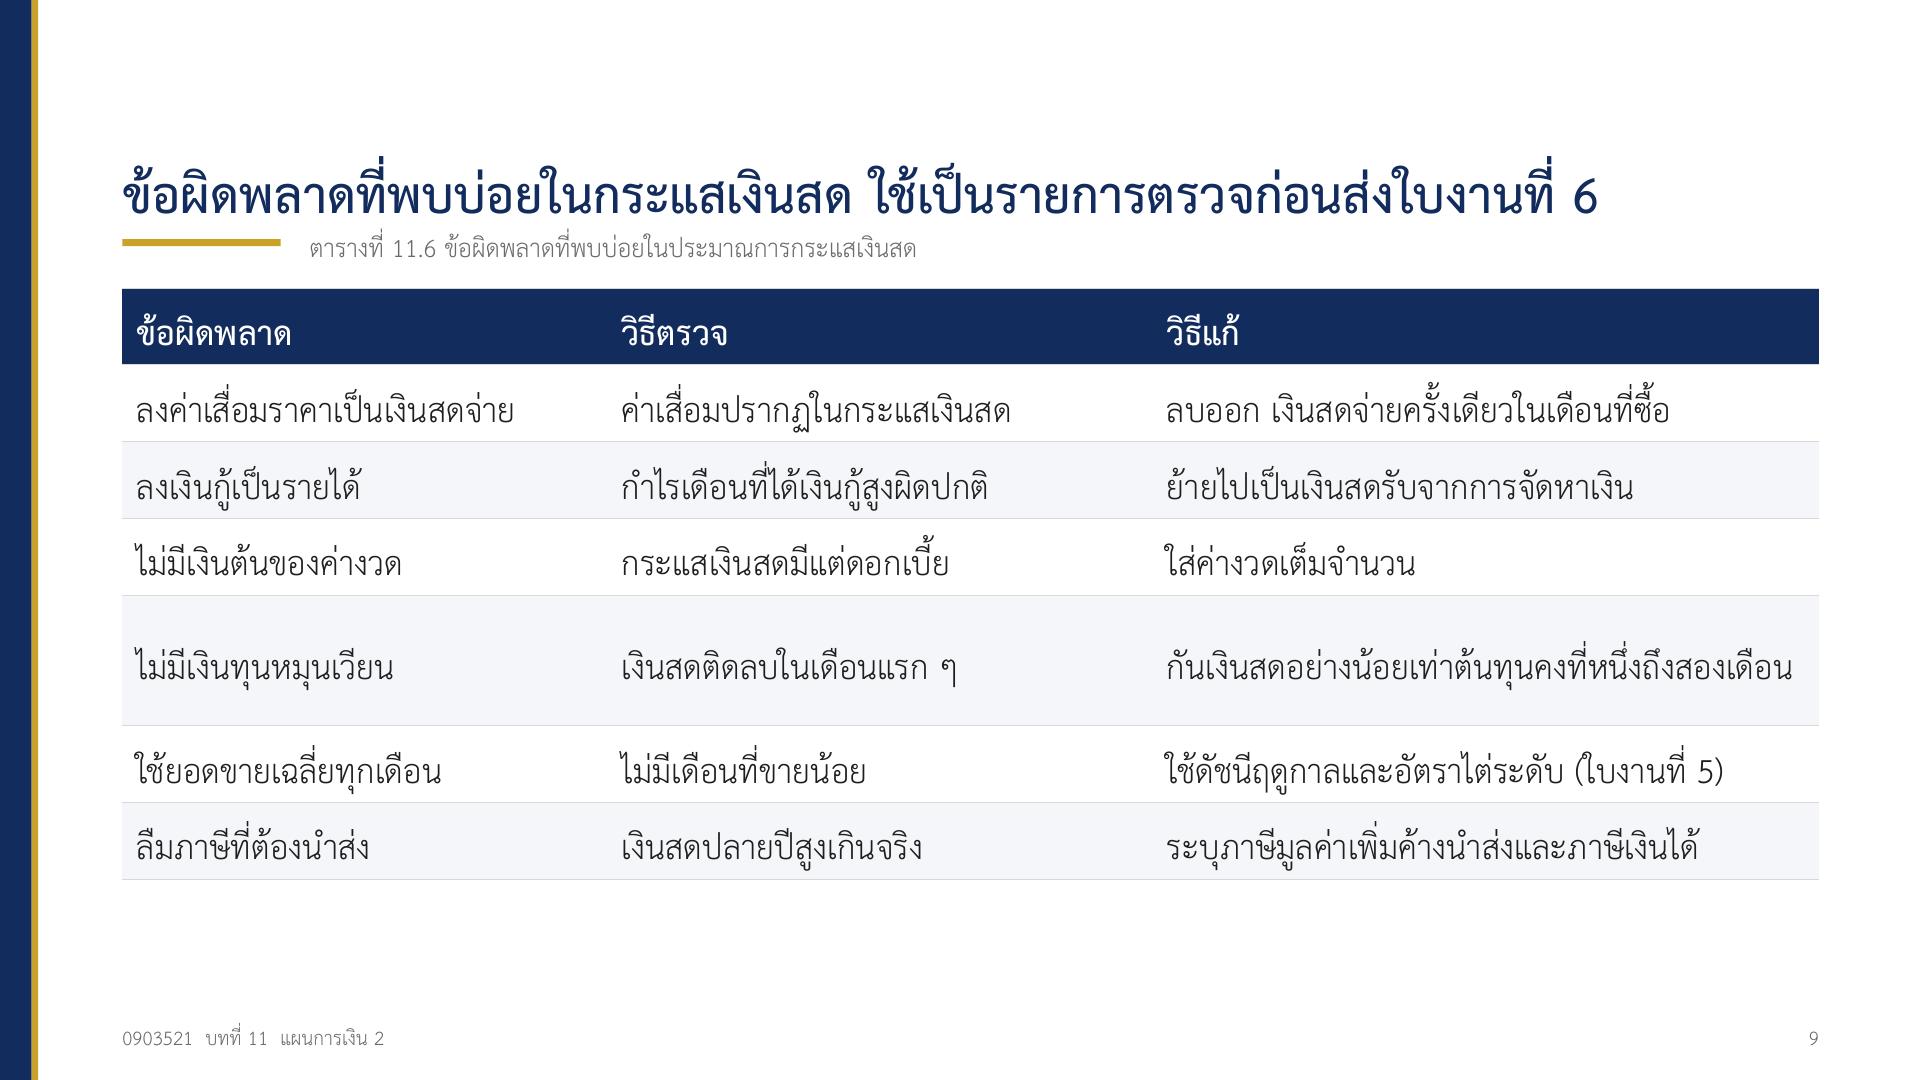 ข้อผิดพลาดที่พบบ่อยในกระแสเงินสด ใช้เป็นรายการตรวจก่อนส่งใบงานที่ 6
ตารางที่ 11.6 ข้อผิดพลาดที่พบบ่อยในประมาณการกระแสเงินสด
ข้อผิดพลาด วิธีตรวจ วิธีแก้
ลงค่าเสื่อมราคาเป็นเงินสดจ่าย ค่าเสื่อมปรากฏในกระแสเงินสด ลบออก เงินสดจ่ายครั้งเดียวในเดือนที่ซื้อ
ลงเงินกู้เป็นรายได้ กำไรเดือนที่ได้เงินกู้สูงผิดปกติ ย้ายไปเป็นเงินสดรับจากการจัดหาเงิน
ไม่มีเงินต้นของค่างวด กระแสเงินสดมีแต่ดอกเบี้ย ใส่ค่างวดเต็มจำนวน
ไม่มีเงินทุนหมุนเวียน เงินสดติดลบในเดือนแรก ๆ กันเงินสดอย่างน้อยเท่าต้นทุนคงที่หนึ่งถึงสองเดือน
ใช้ยอดขายเฉลี่ยทุกเดือน ไม่มีเดือนที่ขายน้อย ใช้ดัชนีฤดูกาลและอัตราไต่ระดับ (ใบงานที่ 5)
ลืมภาษีที่ต้องนำส่ง เงินสดปลายปีสูงเกินจริง ระบุภาษีมูลค่าเพิ่มค้างนำส่งและภาษีเงินได้
0903521 บทที่ 11 แผนการเงิน 2 9